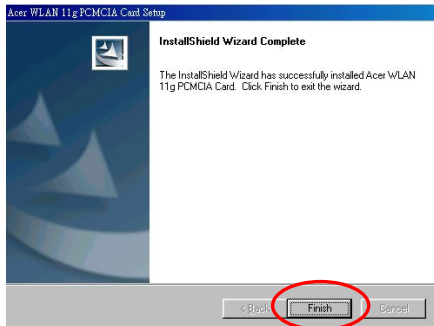 Acer WLAN 11g PCMCIA Card Setup
InstallShield Wizard Complete
The InstallShield Wizard has successfully installed Acer WLAN
11g PCMCIA Card. Click Finish to exit the wizard.
< Back Finish Cancel